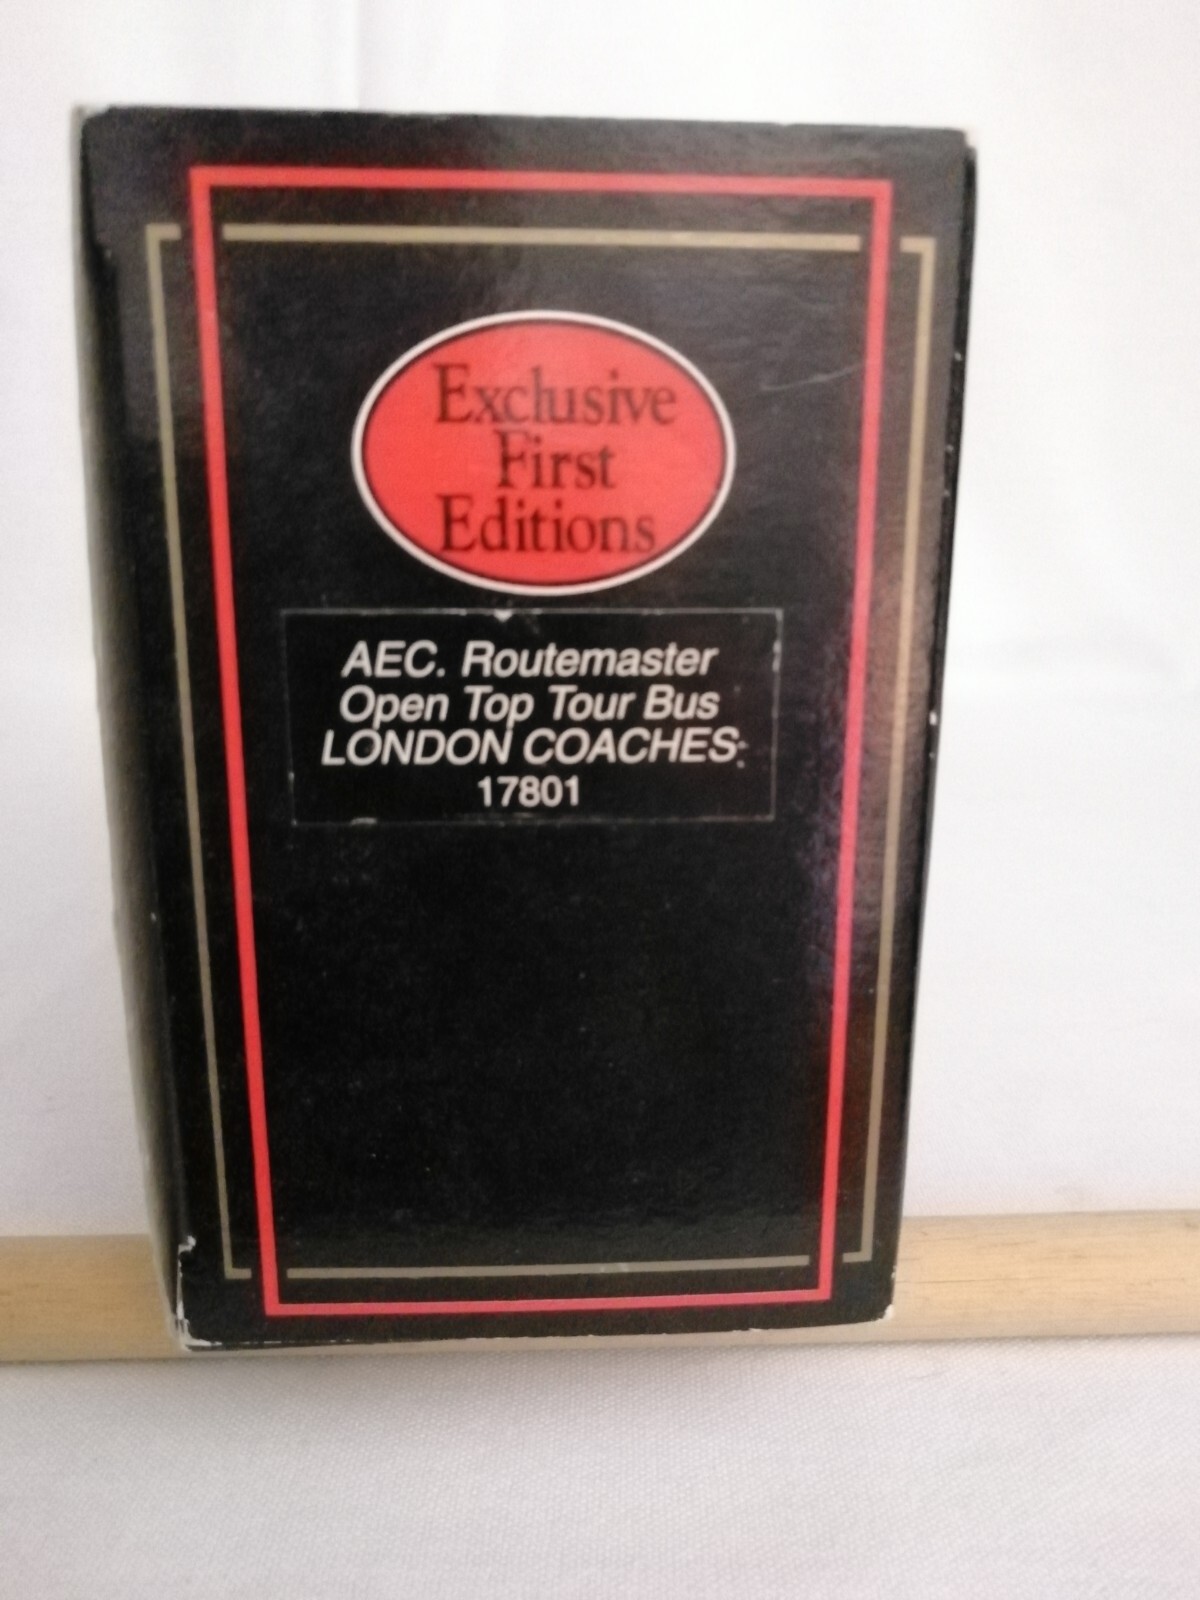 Exclusive
First
Editions
AEC. Routemaster
Open Top Tour Bus
LONDON COACHES.
17801